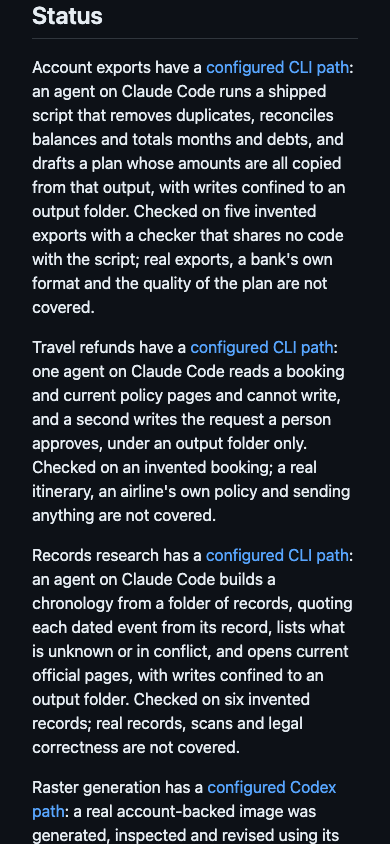 Status
Account exports have a configured CLI path:
an agent on Claude Code runs a shipped
script that removes duplicates, reconciles
balances and totals months and debts, and
drafts a plan whose amounts are all copied
from that output, with writes confined to an
output folder. Checked on five invented
exports with a checker that shares no code
with the script; real exports, a bank's own
format and the quality of the plan are not
covered.
Travel refunds have a configured CLI path:
one agent on Claude Code reads a booking
and current policy pages and cannot write,
and a second writes the request a person
approves, under an output folder only.
Checked on an invented booking; a real
itinerary, an airline's own policy and sending
anything are not covered.
Records research has a configured CLI path:
an agent on Claude Code builds a
chronology from a folder of records, quoting
each dated event from its record, lists what
is unknown or in conflict, and opens current
official pages, with writes confined to an
output folder. Checked on six invented
records; real records, scans and legal
correctness are not covered.
Raster generation has a configured Codex
path: a real account-backed image was
generated, inspected and revised using its